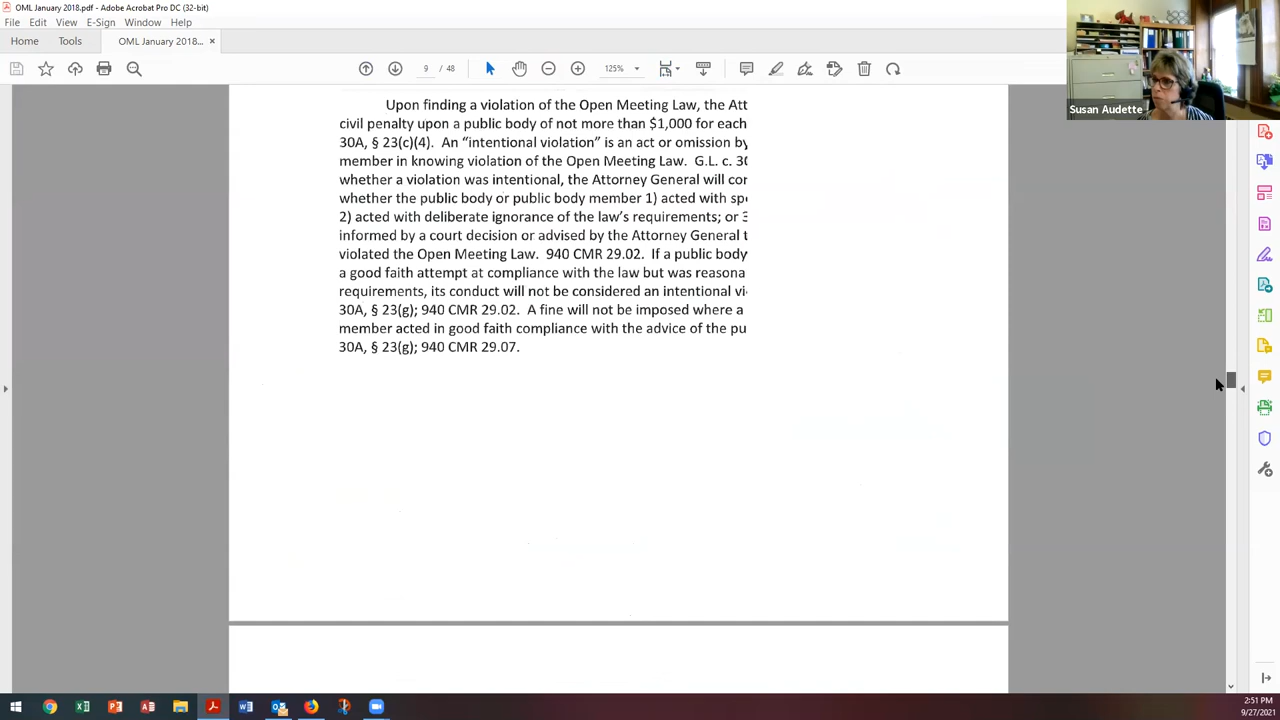 OML January 2018.pdf - Adobe Acrobat Pro DC (32-bit)
File Edit View E-Sign Window Help
Home Tools OML January 2018... ×
9 48 125%
Susan Audette
Upon finding a violation of the Open Meeting Law, the Att
civil penalty upon a public body of not more than $1,000 for each
30A, § 23(c)(4). An “intentional violation” is an act or omission by
member in knowing violation of the Open Meeting Law. G.L. c. 30
whether a violation was intentional, the Attorney General will con
whether the public body or public body member 1) acted with spe
2) acted with deliberate ignorance of the law’s requirements; or 3
informed by a court decision or advised by the Attorney General t
violated the Open Meeting Law. 940 CMR 29.02. If a public body
a good faith attempt at compliance with the law but was reasona
requirements, its conduct will not be considered an intentional vi
30A, § 23(g); 940 CMR 29.02. A fine will not be imposed where a
member acted in good faith compliance with the advice of the pu
30A, § 23(g); 940 CMR 29.07.
2:51 PM
9/27/2021